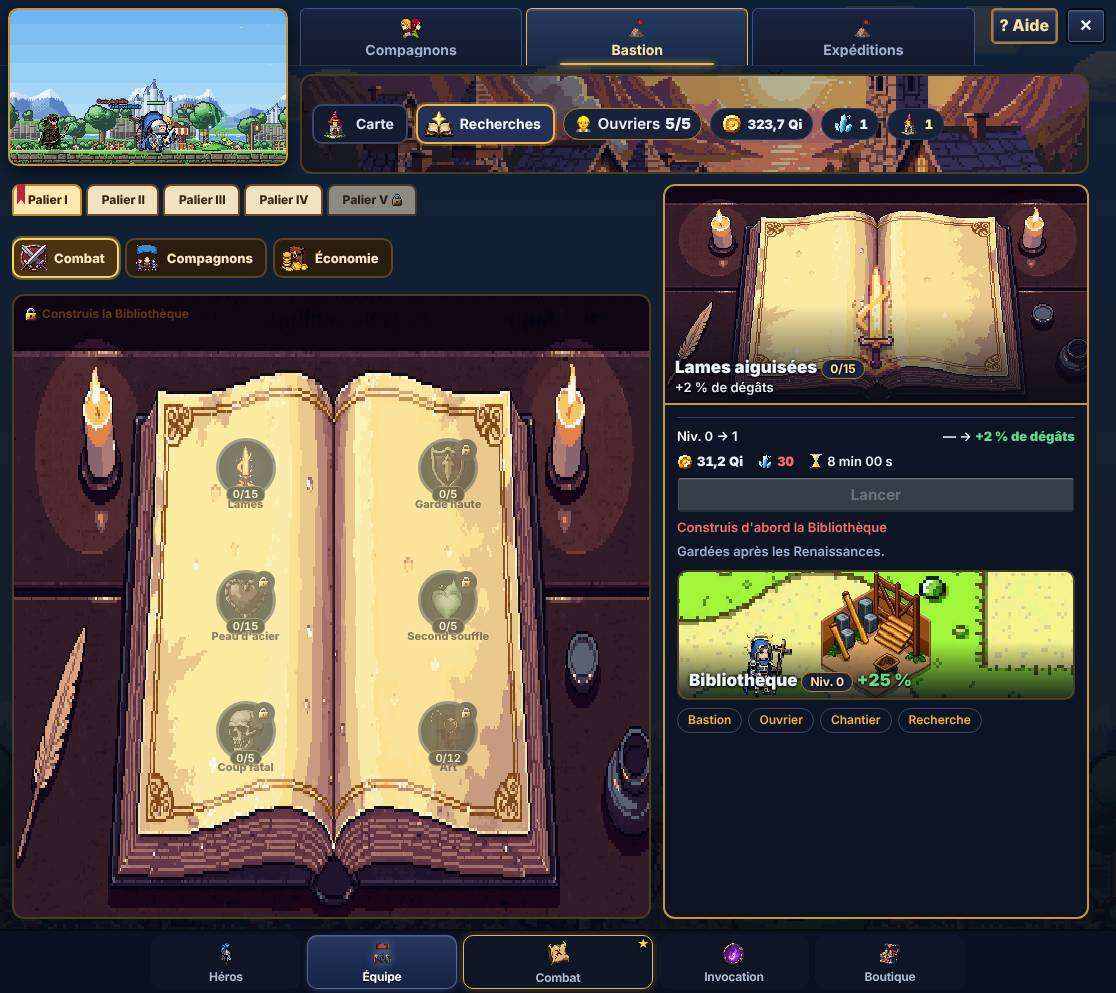 Compagnons
Bastion
Expéditions
? Aide
×
Carte
Recherches
Ouvriers 5/5
323,7 Qi
1
1
Palier I
Palier II
Palier III
Palier IV
Palier V
Combat
Compagnons
Économie
Construis la Bibliothèque
0/15
Lames
0/5
Garde haute
0/15
Peau d'acier
0/5
Second souffle
0/5
Coup fatal
0/12
Art
Lames aiguisées 0/15
+2 % de dégâts
Niv. 0 → 1 — → +2 % de dégâts
31,2 Qi 30 8 min 00 s
Lancer
Construis d'abord la Bibliothèque
Gardées après les Renaissances.
Bibliothèque Niv. 0 +25 %
Bastion
Ouvrier
Chantier
Recherche
Héros
Équipe
Combat
Invocation
Boutique